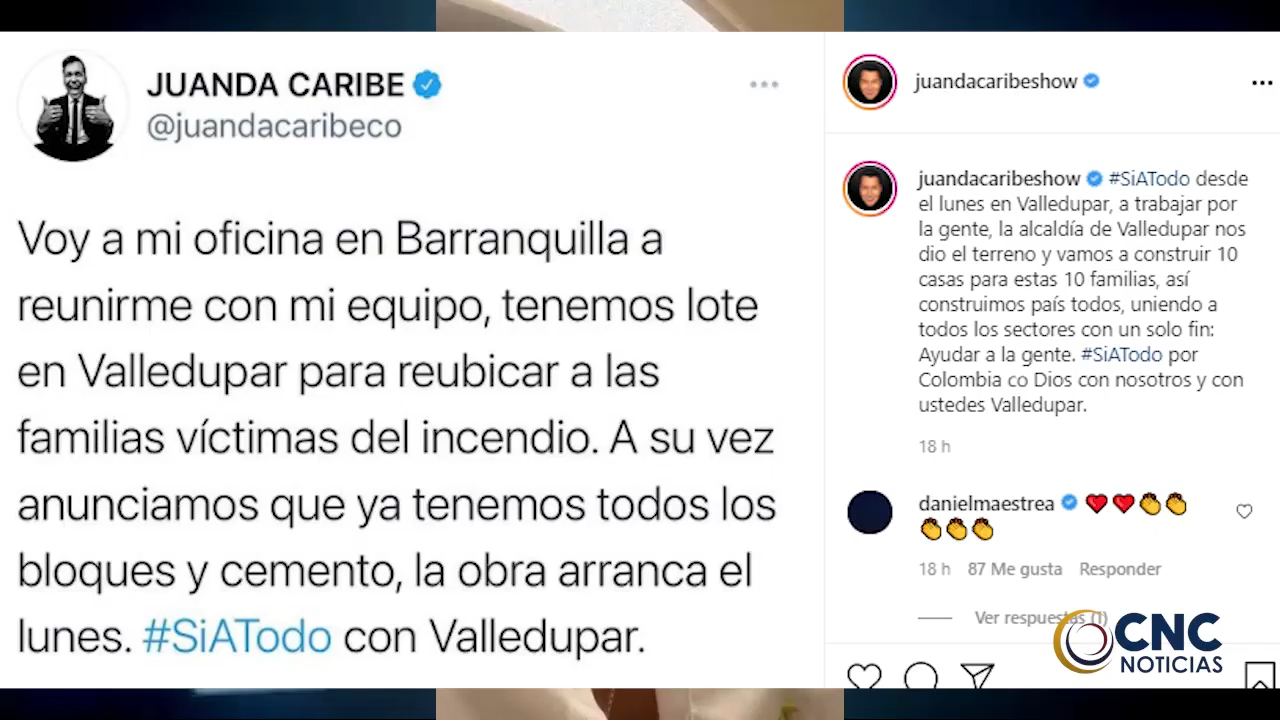 JUANDA CARIBE
@juandacaribeco
Voy a mi oficina en Barranquilla a
reunirme con mi equipo, tenemos lote
en Valledupar para reubicar a las
familias víctimas del incendio. A su vez
anunciamos que ya tenemos todos los
bloques y cemento, la obra arranca el
lunes. #SiATodo con Valledupar.
juandacaribeshow
juandacaribeshow #SiATodo desde
el lunes en Valledupar, a trabajar por
la gente, la alcaldía de Valledupar nos
dio el terreno y vamos a construir 10
casas para estas 10 familias, así
construimos país todos, uniendo a
todos los sectores con un solo fin:
Ayudar a la gente. #SiATodo por
Colombia co Dios con nosotros y con
ustedes Valledupar.
18 h
danielmaestrea ❤️❤️👏👏
👏👏👏
18 h 87 Me gusta Responder
Ver respuestas (1)
CNC
NOTICIAS